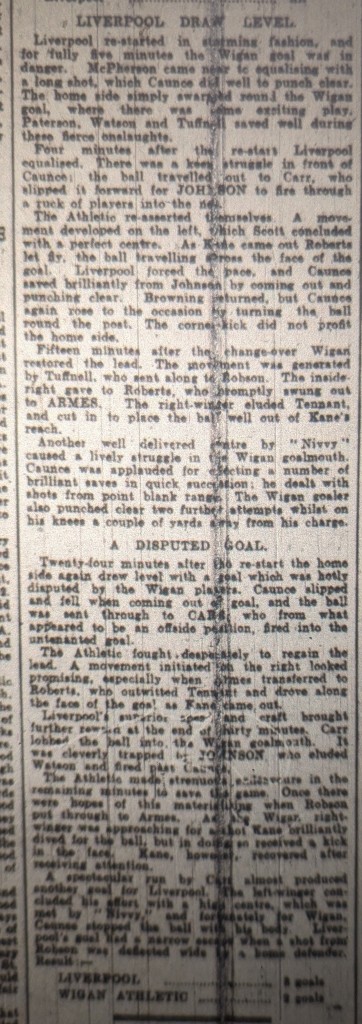 LIVERPOOL DRAW LEVEL.
Liverpool re-started in storming fashion, and
for fully five minutes the Wigan goal was in
danger. McPherson came near to equalising with
a long shot, which Caunce did well to punch clear.
The home side simply swarmed round the Wigan
goal, where there was some exciting play.
Paterson, Watson and Tuffnell saved well during
these fierce onslaughts.
Four minutes after the re-start Liverpool
equalised. There was a keen struggle in front of
Caunce; the ball travelled out to Carr, who
slipped it forward for JOHNSON to fire through
a ruck of players into the net.
The Athletic re-asserted themselves. A move-
ment developed on the left, which Scott concluded
with a perfect centre. As Kane came out Roberts
let fly, the ball travelling across the face of the
goal. Liverpool forced the pace, and Caunce
saved brilliantly from Johnson by coming out and
punching clear. Browning returned, but Caunce
again rose to the occasion by turning the ball
round the post. The corner kick did not profit
the home side.
Fifteen minutes after the change-over Wigan
restored the lead. The movement was generated
by Tuffnell, who sent along to Robson. The inside-
right gave to Roberts, who promptly swung out
to ARMES. The right-winger eluded Tennant,
and cut in to place the ball well out of Kane's
reach.
Another well delivered centre by "Nivvy"
caused a lively struggle in the Wigan goalmouth.
Caunce was applauded for effecting a number of
brilliant saves in quick succession; he dealt with
shots from point blank range. The Wigan goaler
also punched clear two further attempts whilst on
his knees a couple of yards away from his charge.
A DISPUTED GOAL.
Twenty-four minutes after the re-start the home
side again drew level with a goal which was hotly
disputed by the Wigan players. Caunce slipped
and fell when coming out of goal, and the ball
was sent through to CARR, who from what
appeared to be an offside position, fired into the
untenanted goal.
The Athletic fought desperately to regain the
lead. A movement initiated on the right looked
promising, especially when Armes transferred to
Roberts, who outwitted Tennant and drove along
the face of the goal as Kane came out.
Liverpool's superior speed and craft brought
further reward at the end of thirty minutes. Carr
lobbed the ball into the Wigan goalmouth. It
was cleverly trapped by JOHNSON who eluded
Watson and fired past Caunce.
The Athletic made strenuous endeavours in the
remaining minutes to save the game. Once there
were hopes of this materialising when Robson
put through to Armes. As the Wigan right-
winger was approaching for a shot Kane brilliantly
dived for the ball, but in doing so received a kick
in the face. Kane, however, recovered after
receiving attention.
A spectacular run by Carr almost produced
another goal for Liverpool. The left-winger con-
cluded his effort with a high centre, which was
met by "Nivvy," and fortunately for Wigan,
Caunce stopped the ball with his body. Liver-
pool's goal had a narrow escape when a shot from
Robson was deflected wide by a home defender.
Result:—
LIVERPOOL ........ goals
WIGAN ATHLETIC ........ goals